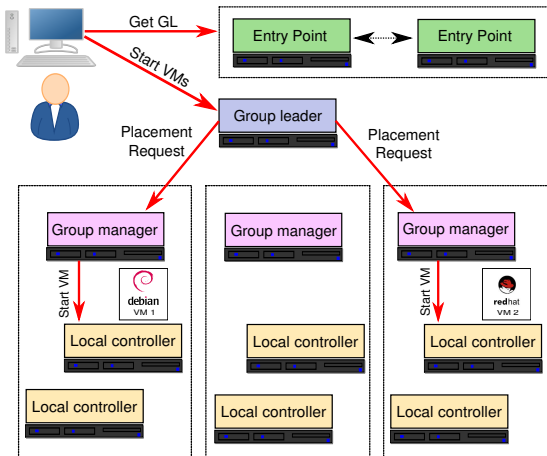 Get GL
Entry Point
Entry Point
Start VMs
Group leader
Placement
Request
Placement
Request
Group manager
Group manager
Group manager
Start VM
debian
VM 1
Start VM
redhat
VM 2
Local controller
Local controller
Local controller
Local controller
Local controller
Local controller